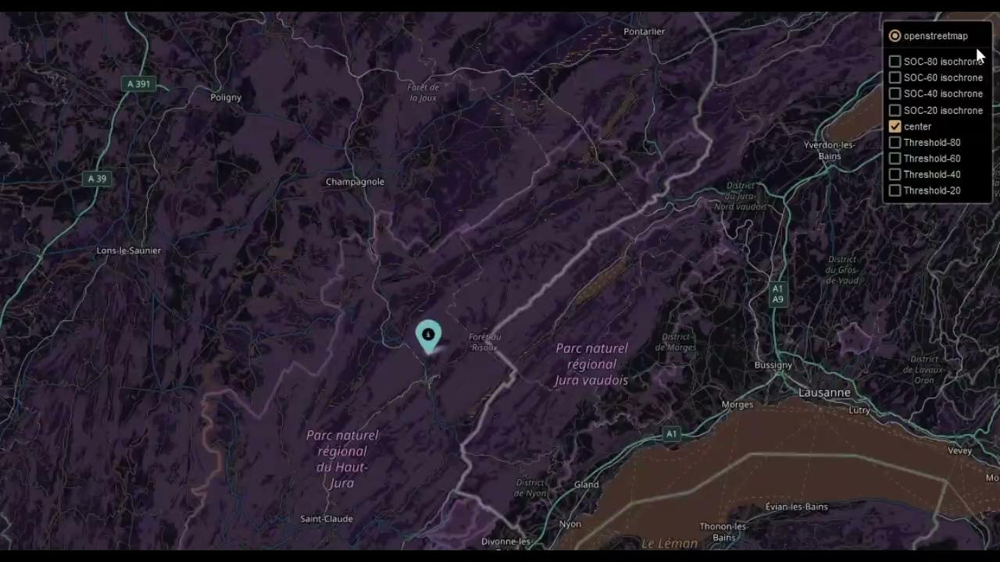 Pontarlier
openstreetmap
SOC-80 isochrone
SOC-60 isochrone
SOC-40 isochrone
SOC-20 isochrone
center
Threshold-80
Threshold-60
Threshold-40
Threshold-20
A 391
Poligny
Forêt de
la Joux
Yverdon-les-
Bains
A 39
Champagnole
District
du Jura-
Nord vaudois
Lons-le-Saunier
District
du Gros-
de-Vaud
A1
A9
Forêt du
Risoux
Parc naturel
régional
Jura vaudois
District
de Morges
Bussigny
District
de Lavaux-
Oron
Lausanne
Morges
Lutry
A1
Vevey
Parc naturel
régional
du Haut-
Jura
Mo
Gland
District
de Nyon
Évian-les-Bains
Saint-Claude
Nyon
Thonon-les-
Bains
Divonne-les-
Le Léman